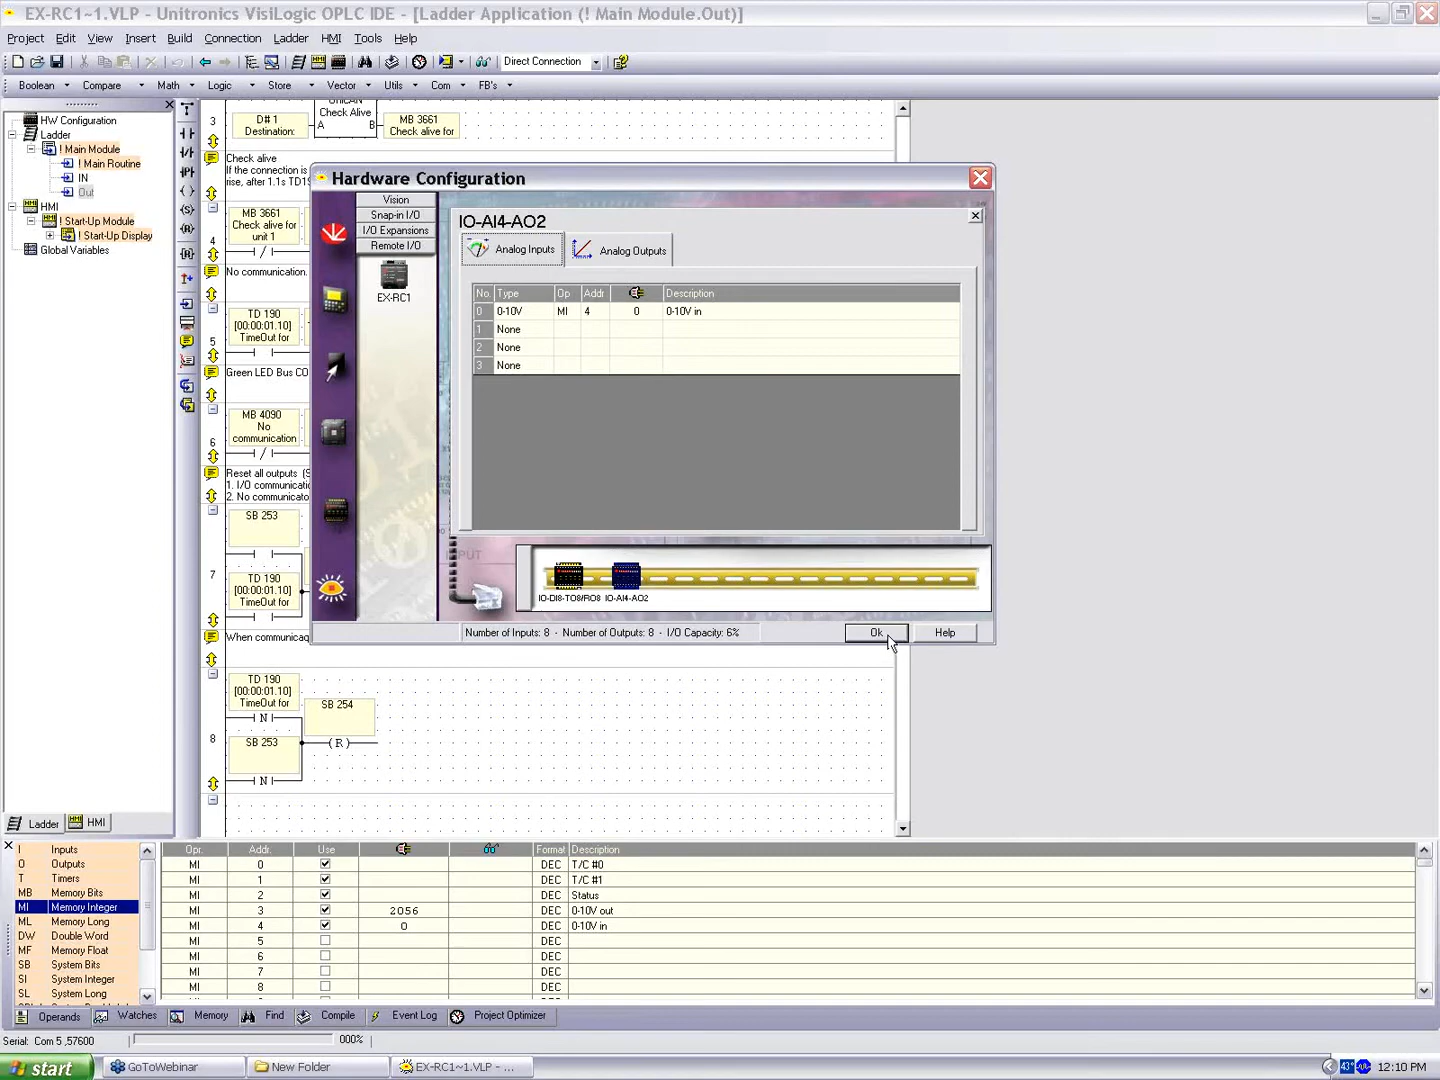 EX-RC1~1.VLP - Unitronics VisiLogic OPLC IDE - [Ladder Application (! Main Module.Out)]
Project Edit View Insert Build Connection Ladder HMI Tools Help
Direct Connection
Boolean Compare Math Logic Store Vector Utils Com FB's
HW Configuration
Ladder
! Main Module
! Main Routine
IN
Out
HMI
! Start-Up Module
! Start-Up Display
Global Variables
Ladder HMI
3
D# 1
Destination:
UniCAN
Check Alive
A B
MB 3661
Check alive for
Check alive
If the connection is
rise, after 1.1s TD1
MB 3661
Check alive for
unit 1
4
No communication.
TD 190
[00:00:01.10]
TimeOut for
5
Green LED Bus CO
MB 4090
No
communication
6
Reset all outputs (S
1. I/O communicatio
2. No communicatio
SB 253
7
TD 190
[00:00:01.10]
TimeOut for
When communicaq
TD 190
[00:00:01.10]
TimeOut for
N
SB 254
8
SB 253
( R )
N
Hardware Configuration
Vision
Snap-in I/O
I/O Expansions
Remote I/O
EX-RC1
IO-AI4-AO2
Analog Inputs Analog Outputs
No. Type Op Addr Description
0 0-10V MI 4 0 0-10V in
1 None
2 None
3 None
INPUT
IO-DI8-TO8/RO8 IO-AI4-AO2
Number of Inputs: 8 - Number of Outputs: 8 - I/O Capacity: 6%
Ok Help
I Inputs
O Outputs
T Timers
MB Memory Bits
MI Memory Integer
ML Memory Long
DW Double Word
MF Memory Float
SB System Bits
SI System Integer
SL System Long
Opr. Addr. Use Format Description
MI 0 DEC T/C #0
MI 1 DEC T/C #1
MI 2 DEC Status
MI 3 2056 DEC 0-10V out
MI 4 0 DEC 0-10V in
MI 5 DEC
MI 6 DEC
MI 7 DEC
MI 8 DEC
Operands Watches Memory Find Compile Event Log Project Optimizer
Serial: Com 5 ,57600 000%
start GoToWebinar New Folder EX-RC1~1.VLP - ... 43° 12:10 PM